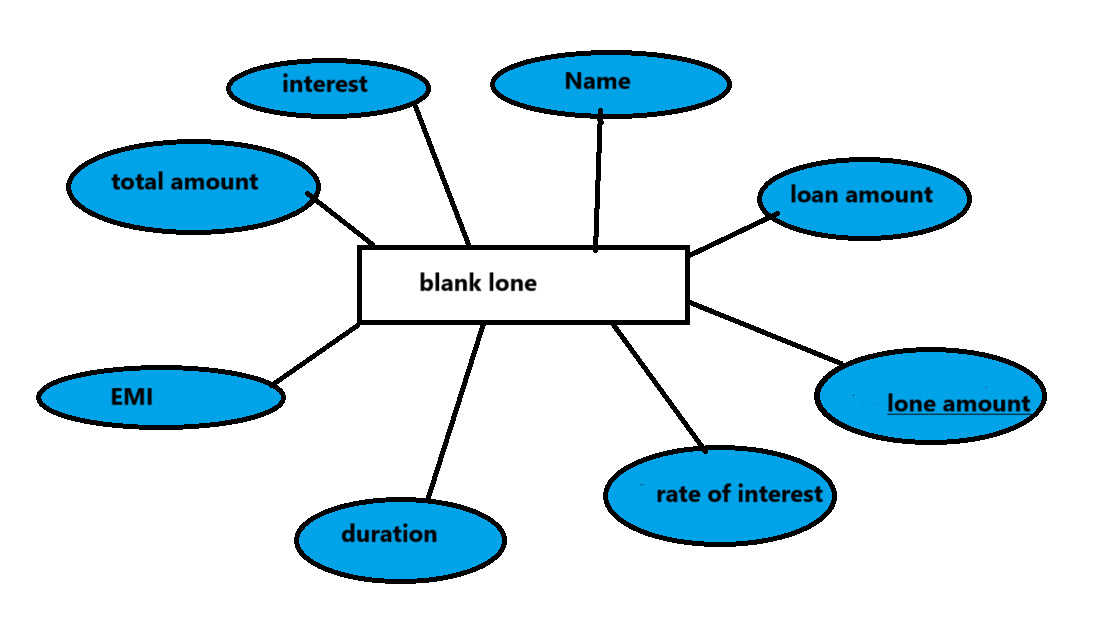 interest
Name
total amount
loan amount
blank lone
EMI
lone amount
rate of interest
duration